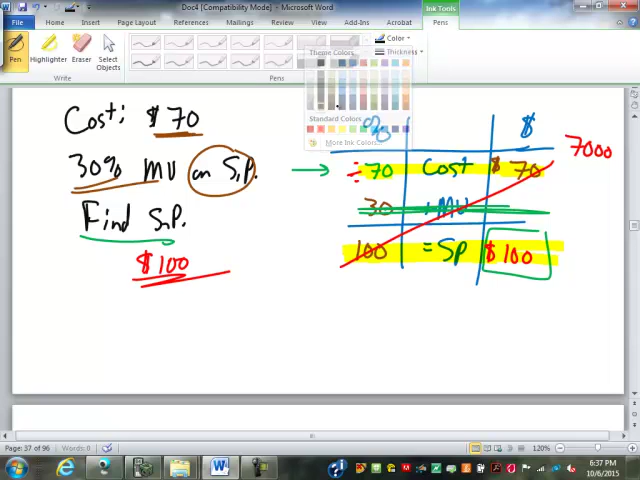 Doc4 [Compatibility Mode] - Microsoft Word
Ink Tools
File Home Insert Page Layout References Mailings Review View Add-Ins Acrobat Pens
Pen Highlighter Eraser Select Objects
Color
Thickness
Write
Pens
Theme Colors
Standard Colors
More Ink Colors...
Cost: $ 70
30% MU on S.P.
Find S.P.
$ 100
% $
70 Cost $ 70
7000
30 + MU
100 = SP $ 100
Page: 37 of 96 Words: 0
120%
6:37 PM
10/6/2015